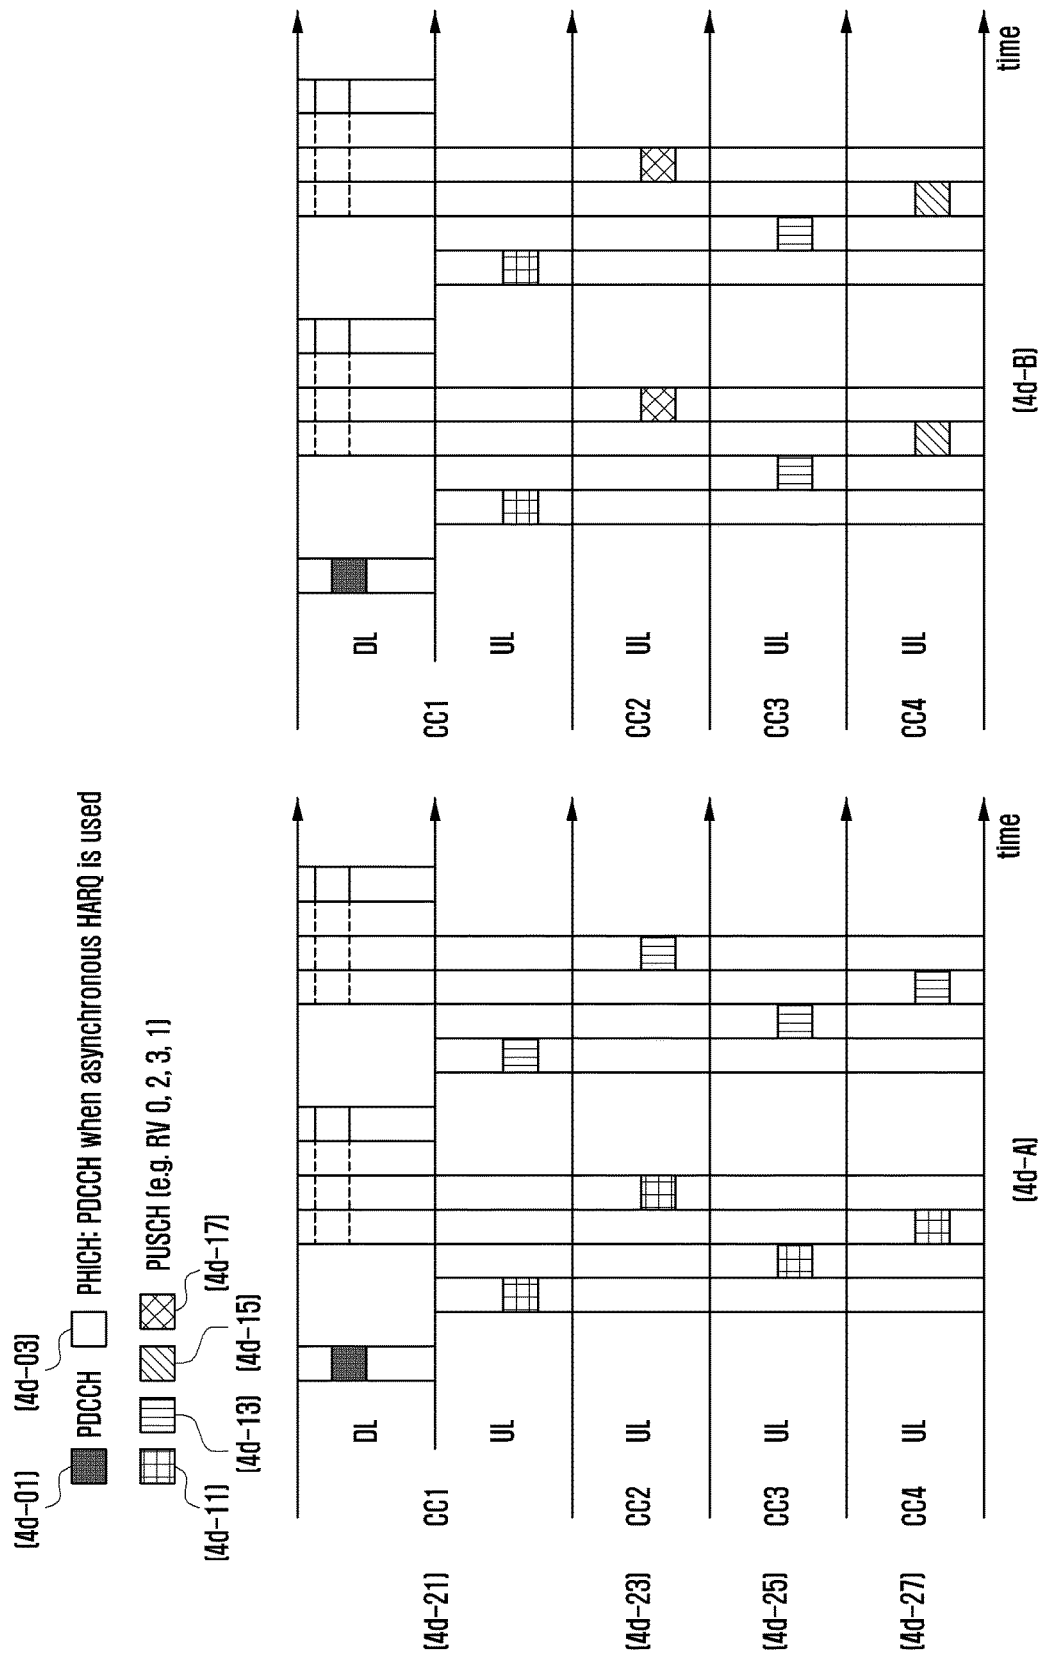 (4d-01)
(4d-03)
PDCCH
PHICH: PDCCH when asynchronous HARQ is used
PUSCH (e.g. RV 0, 2, 3, 1)
(4d-11)
(4d-13)
(4d-15)
(4d-17)
(4d-21)
CC1
DL
UL
(4d-23)
CC2
UL
(4d-25)
CC3
UL
(4d-27)
CC4
UL
time
(4d-A)
CC1
DL
UL
CC2
UL
CC3
UL
CC4
UL
time
(4d-B)